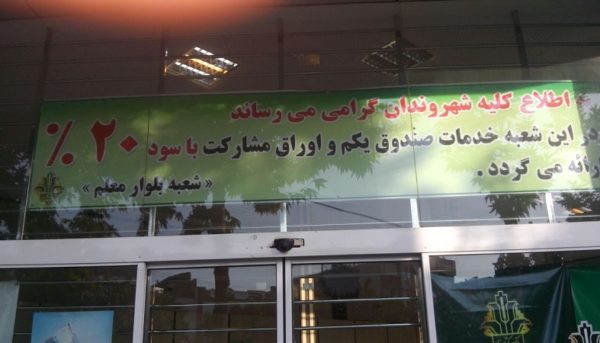 اطلاع کلیه شهروندان گرامی می رساند
در این شعبه خدمات صندوق یکم و اوراق مشارکت با سود ۲۰ %
ارائه می گردد .
« شعبه بلوار معلم »